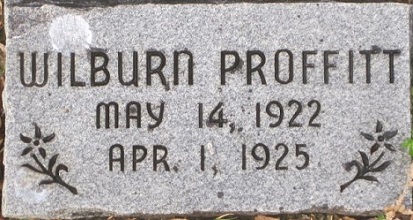 WILBURN PROFFITT
MAY 14, 1922
APR. 1, 1925